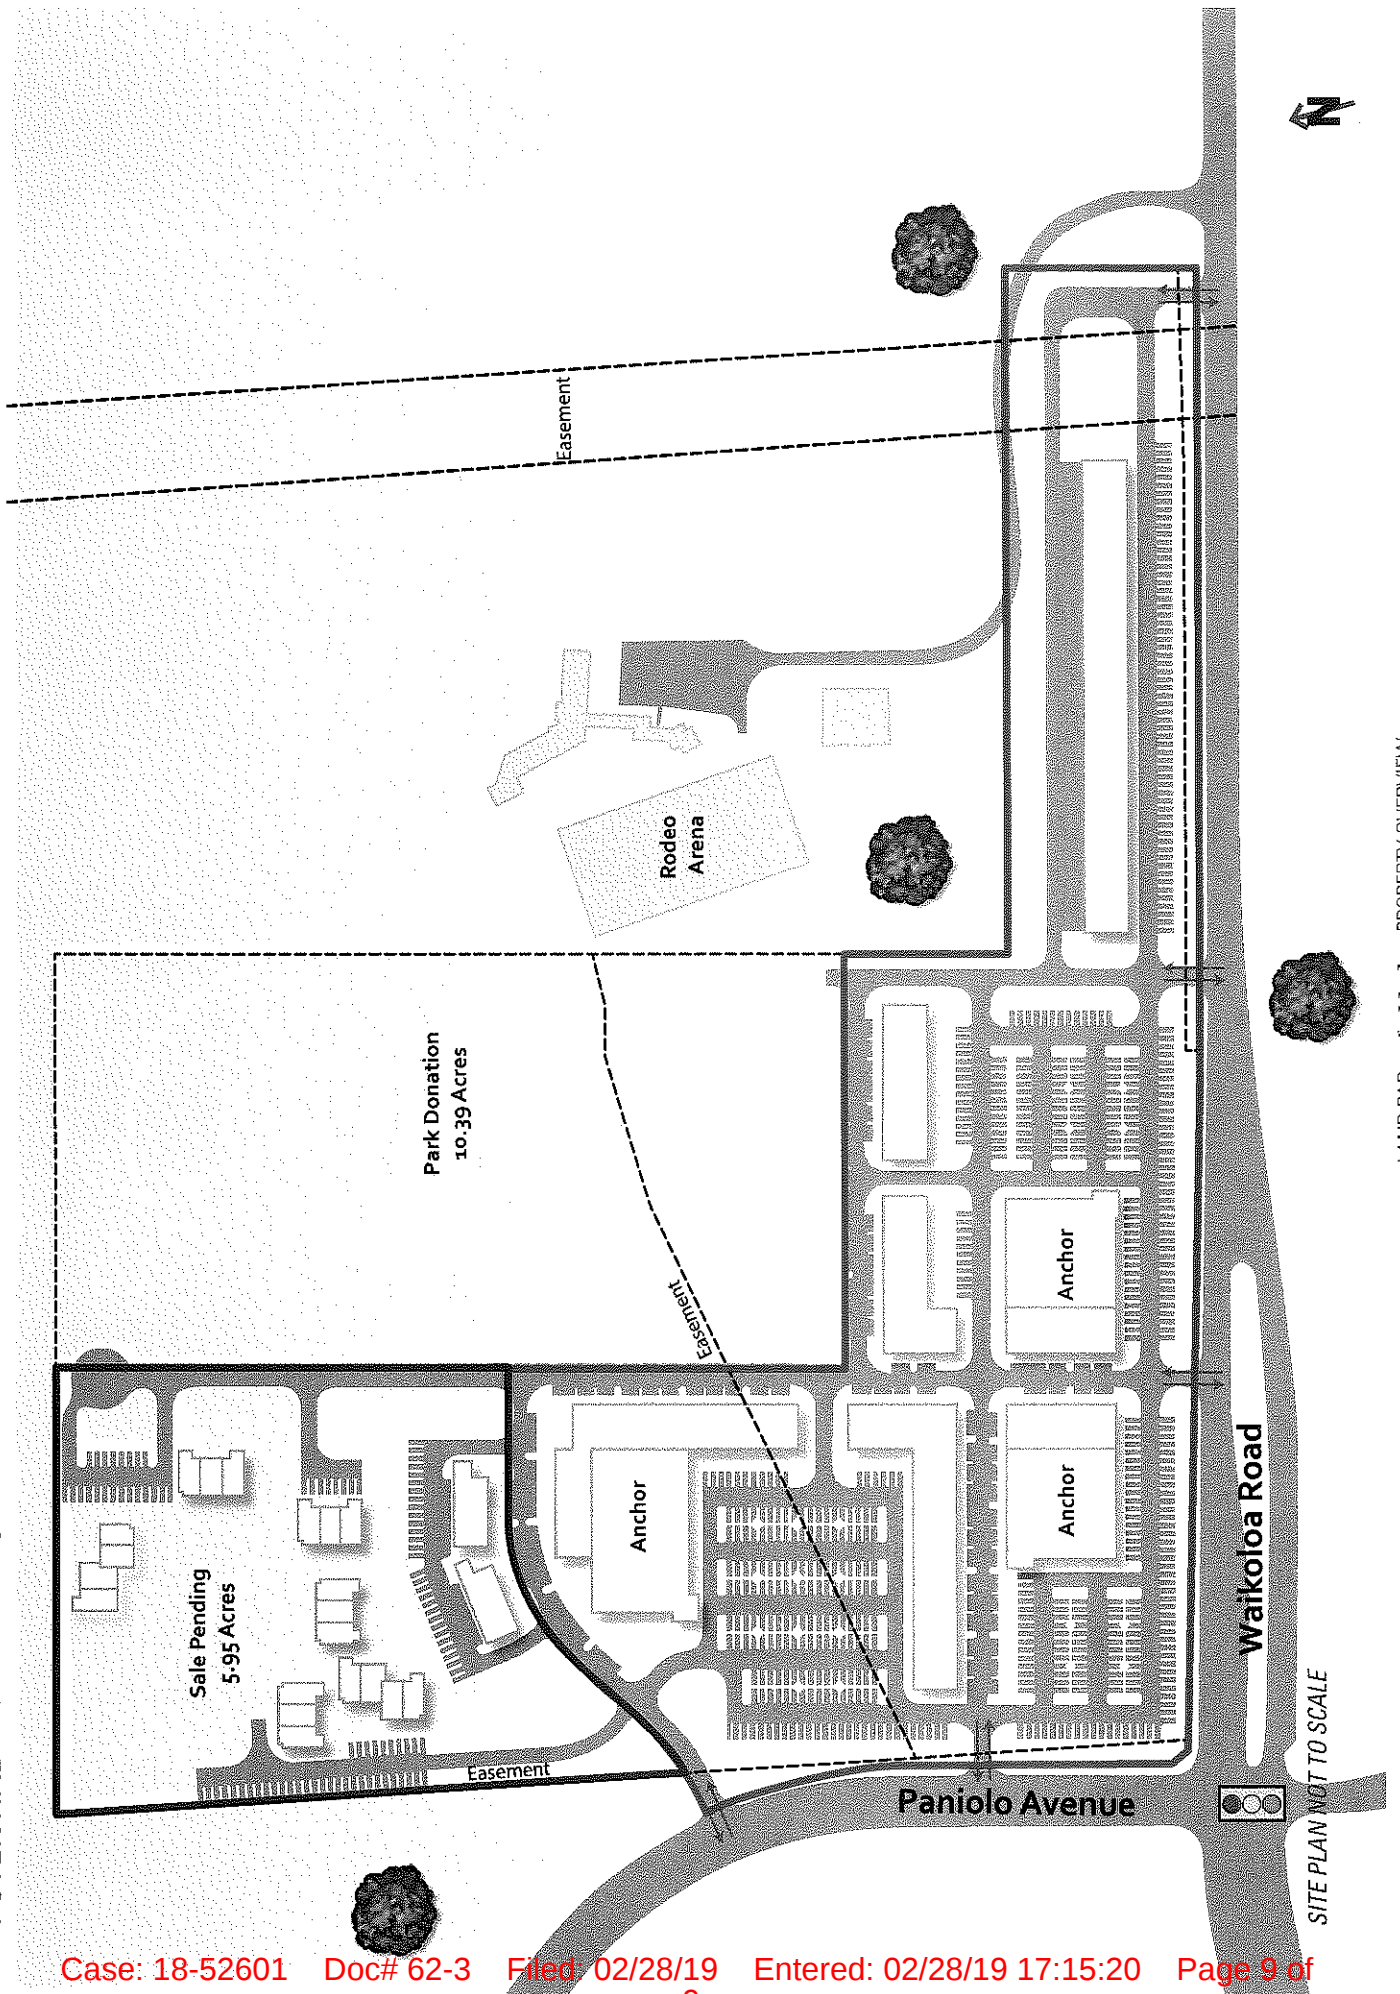 N
Easement
Rodeo
Arena
Park Donation
10.39 Acres
Easement
Anchor
Anchor
Anchor
Sale Pending
5.95 Acres
Easement
Waikoloa Road
Paniolo Avenue
SITE PLAN NOT TO SCALE
PROPERTY OVERVIEW
Case: 18-52601 Doc# 62-3 Filed: 02/28/19 Entered: 02/28/19 17:15:20 Page 9 of